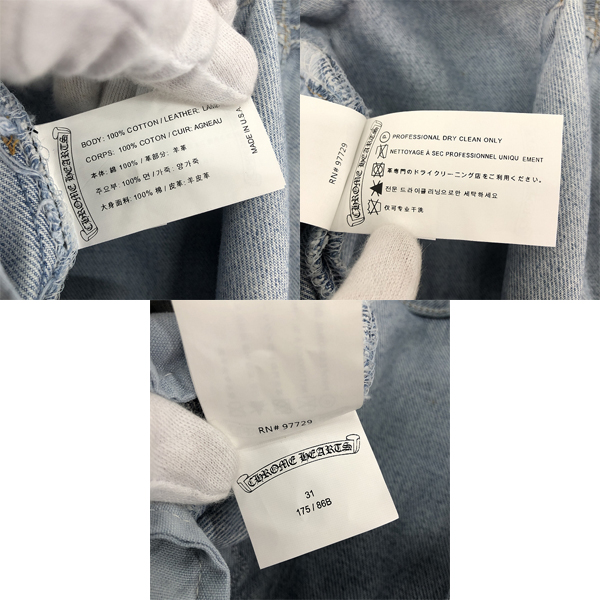 CHROME HEARTS
BODY: 100% COTTON / LEATHER:
CORPS: 100% COTON / CUIR: AGNEAU
本体: 綿 100% / 革部分: 羊革
주요부: 100% 면 / 가죽: 양가죽
大身面料: 100% 棉 / 皮革: 羊皮革
MADE IN U.S.A.
RN# 97729
CHROME HEARTS
PROFESSIONAL DRY CLEAN ONLY
NETTOYAGE À SEC PROFESSIONNEL UNIQU EMENT
革専門のドライクリーニング店をご利用ください。
전문 드라이클리닝으로만 세탁하세요
仅可专业干洗
RN# 97729
CHROME HEARTS
31
175 / 86B